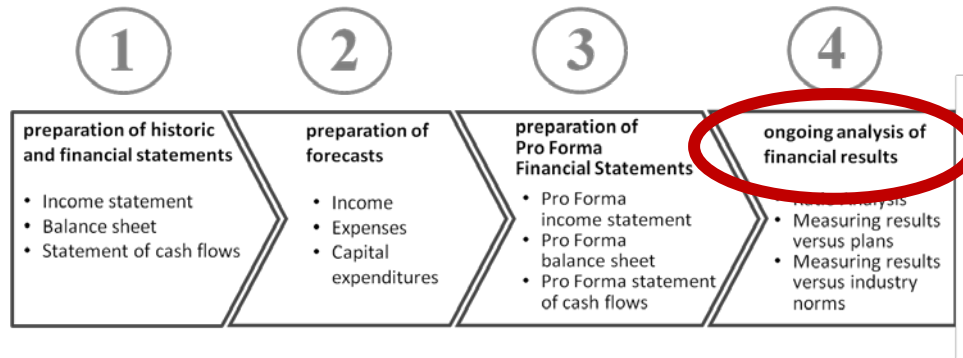 1
2
3
4
preparation of historic
and financial statements
• Income statement
• Balance sheet
• Statement of cash flows
preparation of
forecasts
• Income
• Expenses
• Capital
expenditures
preparation of
Pro Forma
Financial Statements
• Pro Forma
income statement
• Pro Forma
balance sheet
• Pro Forma statement
of cash flows
ongoing analysis of
financial results
• Measuring results
versus plans
• Measuring results
versus industry
norms